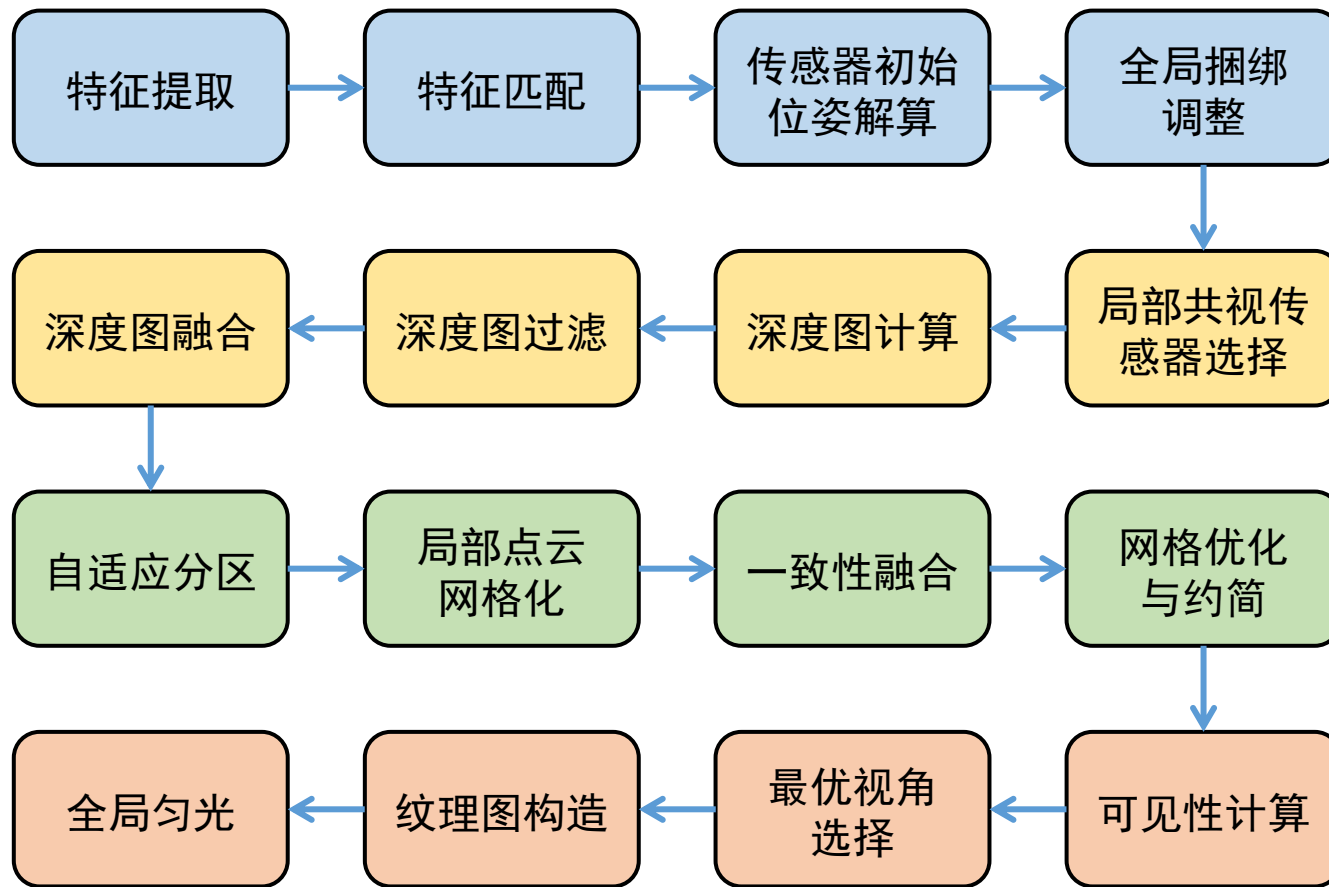 特征提取
特征匹配
传感器初始
位姿解算
全局捆绑
调整
局部共视传
感器选择
深度图计算
深度图过滤
深度图融合
自适应分区
局部点云
网格化
一致性融合
网格优化
与约简
可见性计算
最优视角
选择
纹理图构造
全局匀光